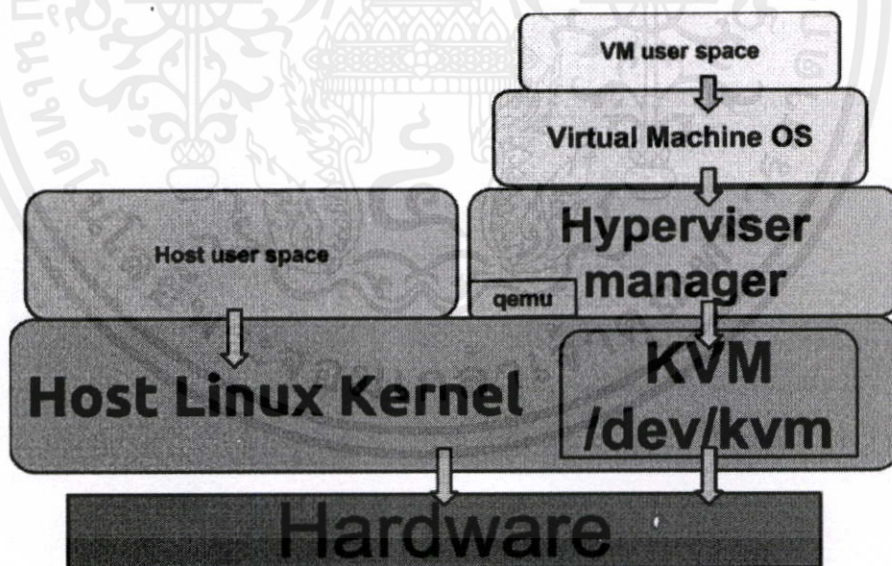 VM user space
Virtual Machine OS
Hyperviser
manager
qemu
Host user space
KVM
/dev/kvm
Host Linux Kernel
Hardware